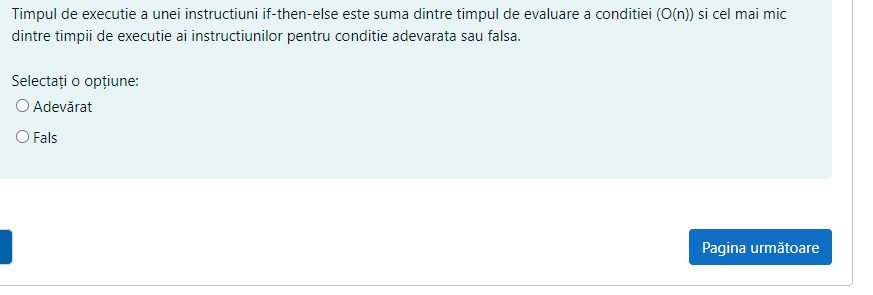 Timpul de executie a unei instructiuni if-then-else este suma dintre timpul de evaluare a conditiei (O(n)) si cel mai mic
dintre timpii de executie ai instructiunilor pentru conditie adevarata sau falsa.
Selectați o opțiune:
Adevărat
Fals
Pagina următoare